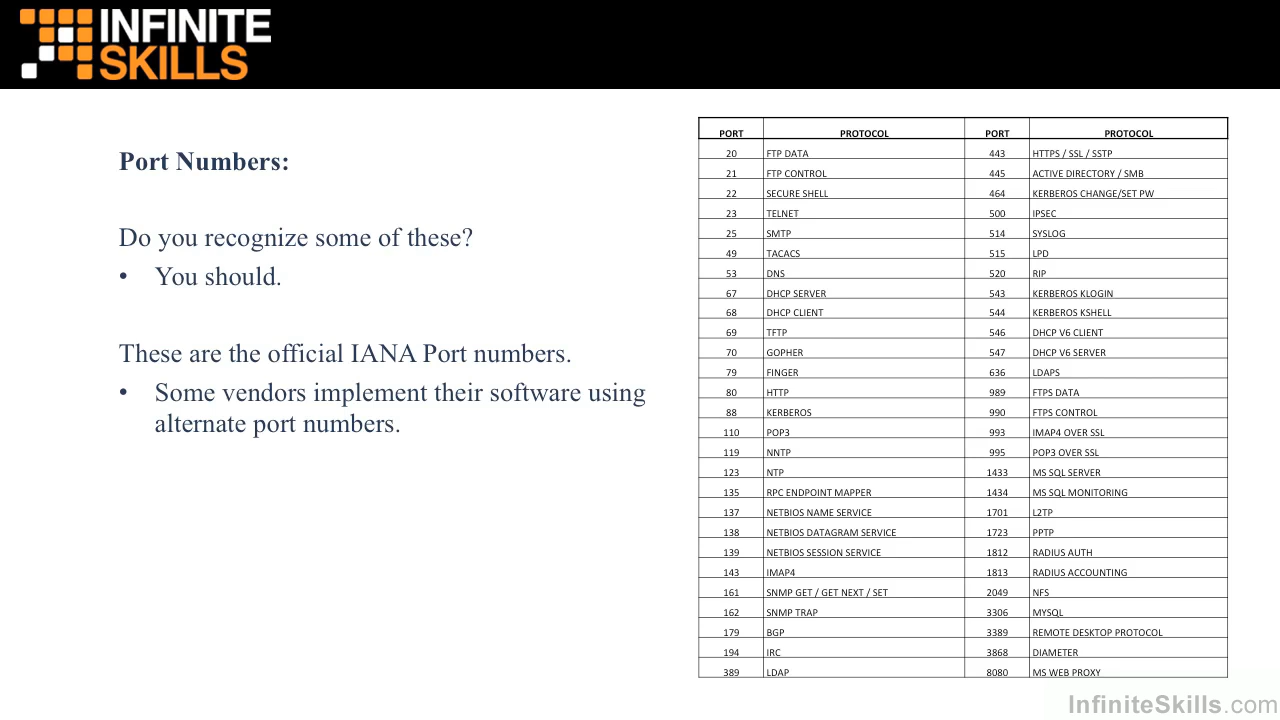 INFINITE
SKILLS
Port Numbers:
Do you recognize some of these?
• You should.
These are the official IANA Port numbers.
• Some vendors implement their software using
alternate port numbers.
PORT PROTOCOL PORT PROTOCOL
20 FTP DATA 443 HTTPS / SSL / SSTP
21 FTP CONTROL 445 ACTIVE DIRECTORY / SMB
22 SECURE SHELL 464 KERBEROS CHANGE/SET PW
23 TELNET 500 IPSEC
25 SMTP 514 SYSLOG
49 TACACS 515 LPD
53 DNS 520 RIP
67 DHCP SERVER 543 KERBEROS KLOGIN
68 DHCP CLIENT 544 KERBEROS KSHELL
69 TFTP 546 DHCP V6 CLIENT
70 GOPHER 547 DHCP V6 SERVER
79 FINGER 636 LDAPS
80 HTTP 989 FTPS DATA
88 KERBEROS 990 FTPS CONTROL
110 POP3 993 IMAP4 OVER SSL
119 NNTP 995 POP3 OVER SSL
123 NTP 1433 MS SQL SERVER
135 RPC ENDPOINT MAPPER 1434 MS SQL MONITORING
137 NETBIOS NAME SERVICE 1701 L2TP
138 NETBIOS DATAGRAM SERVICE 1723 PPTP
139 NETBIOS SESSION SERVICE 1812 RADIUS AUTH
143 IMAP4 1813 RADIUS ACCOUNTING
161 SNMP GET / GET NEXT / SET 2049 NFS
162 SNMP TRAP 3306 MYSQL
179 BGP 3389 REMOTE DESKTOP PROTOCOL
194 IRC 3868 DIAMETER
389 LDAP 8080 MS WEB PROXY
InfiniteSkills.com